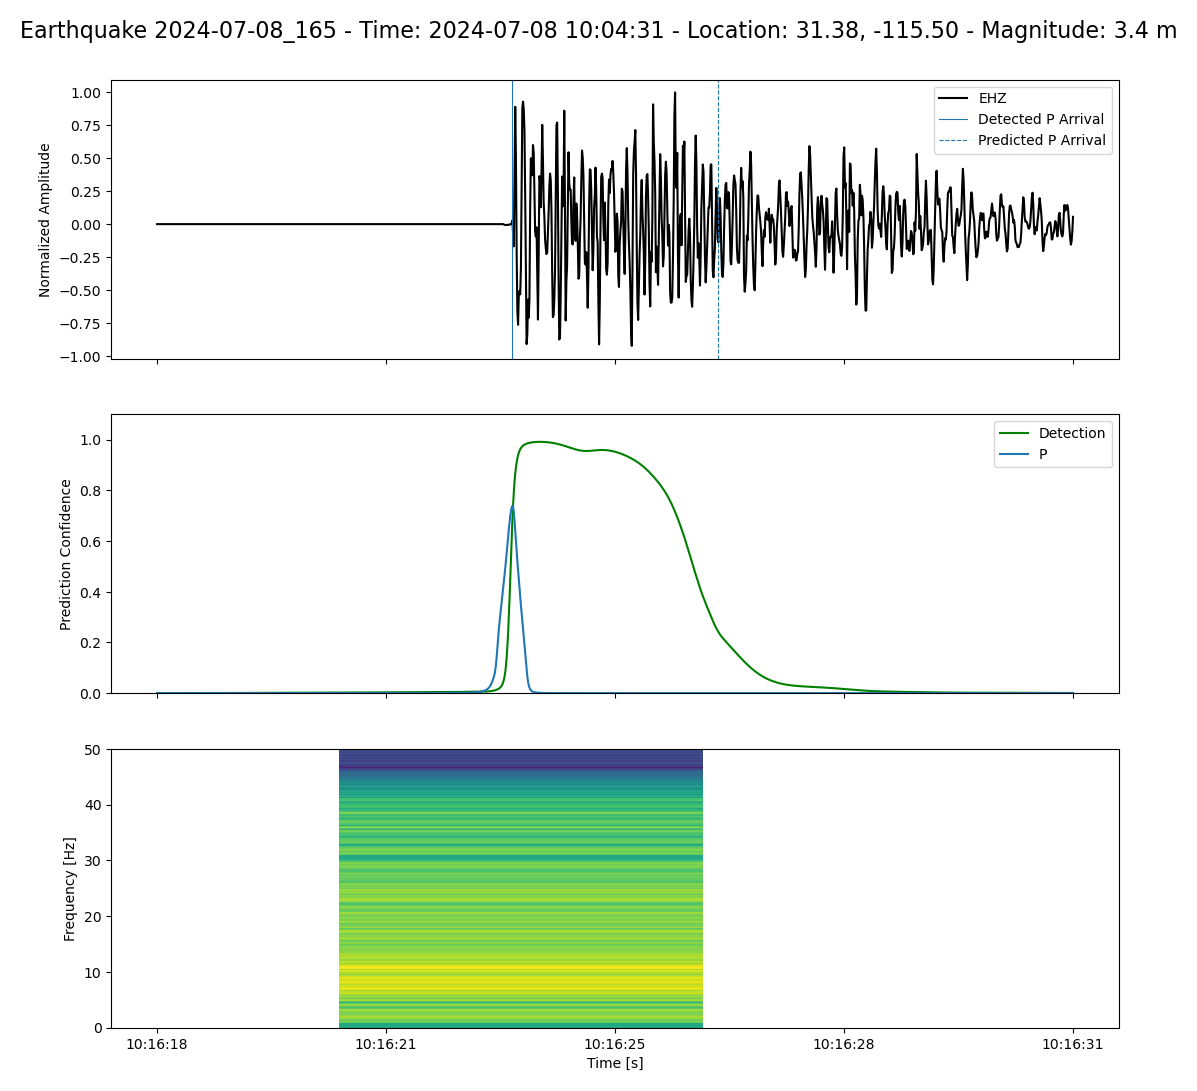 Earthquake 2024-07-08_165 - Time: 2024-07-08 10:04:31 - Location: 31.38, -115.50 - Magnitude: 3.4 m
1.00
0.75
0.50
0.25
0.00
−0.25
−0.50
−0.75
−1.00
Normalized Amplitude
EHZ
Detected P Arrival
Predicted P Arrival
1.0
0.8
0.6
0.4
0.2
0.0
Prediction Confidence
Detection
P
50
40
30
20
10
0
Frequency [Hz]
10:16:18 10:16:21 10:16:25 10:16:28 10:16:31
Time [s]